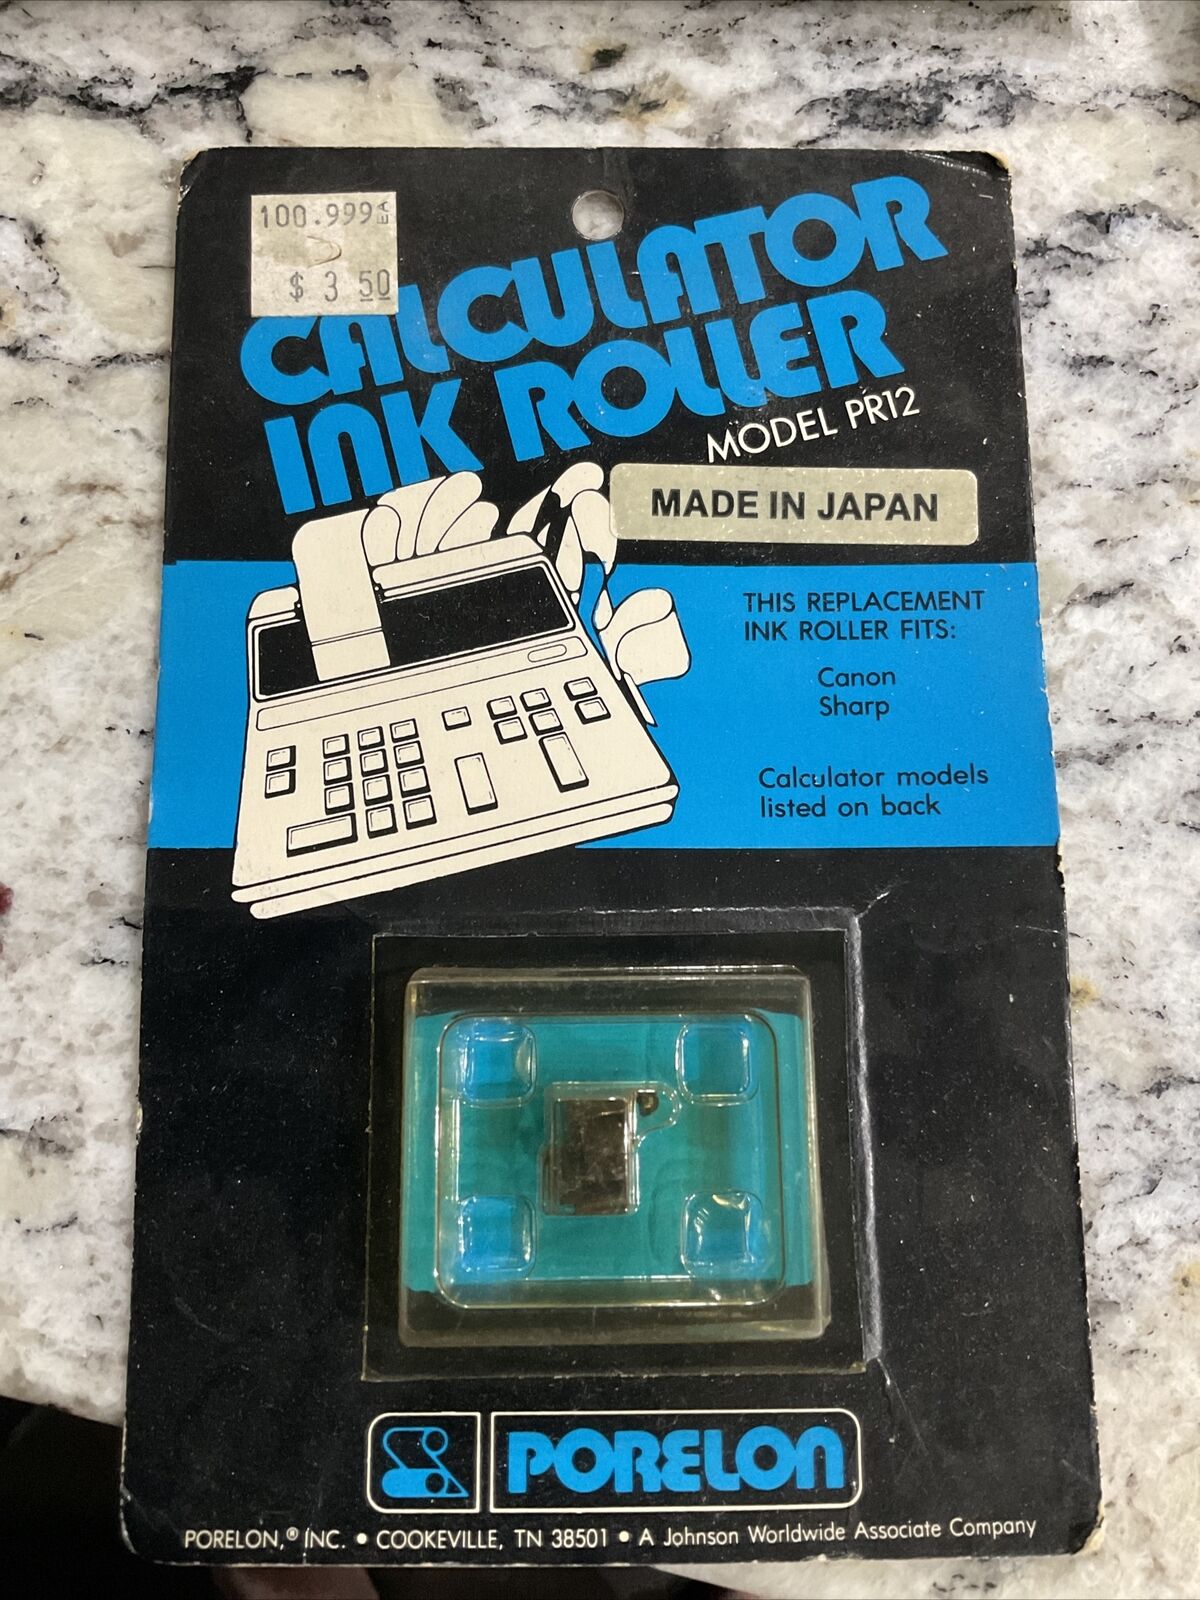 100.999 EA
$ 3 50
CALCULATOR
INK ROLLER
MODEL PR12
MADE IN JAPAN
THIS REPLACEMENT
INK ROLLER FITS:
Canon
Sharp
Calculator models
listed on back
PORELON
PORELON,® INC. • COOKEVILLE, TN 38501 • A Johnson Worldwide Associate Company